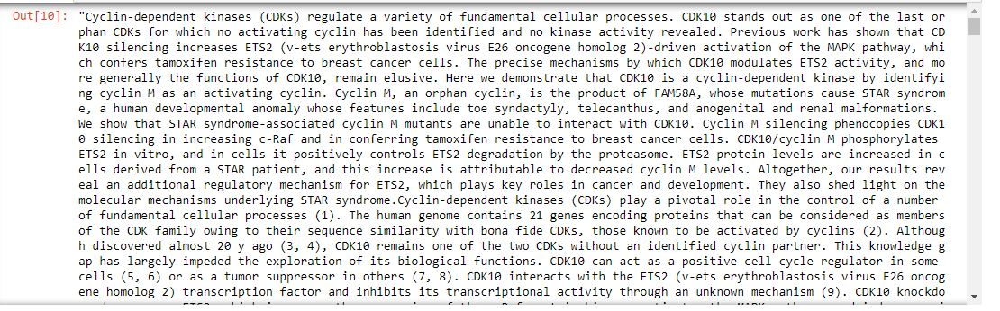 Out[10]: "Cyclin-dependent kinases (CDKs) regulate a variety of fundamental cellular processes. CDK10 stands out as one of the last or
phan CDKs for which no activating cyclin has been identified and no kinase activity revealed. Previous work has shown that CD
K10 silencing increases ETS2 (v-ets erythroblastosis virus E26 oncogene homolog 2)-driven activation of the MAPK pathway, whi
ch confers tamoxifen resistance to breast cancer cells. The precise mechanisms by which CDK10 modulates ETS2 activity, and mo
re generally the functions of CDK10, remain elusive. Here we demonstrate that CDK10 is a cyclin-dependent kinase by identifyi
ng cyclin M as an activating cyclin. Cyclin M, an orphan cyclin, is the product of FAM58A, whose mutations cause STAR syndrom
e, a human developmental anomaly whose features include toe syndactyly, telecanthus, and anogenital and renal malformations.
We show that STAR syndrome-associated cyclin M mutants are unable to interact with CDK10. Cyclin M silencing phenocopies CDK1
0 silencing in increasing c-Raf and in conferring tamoxifen resistance to breast cancer cells. CDK10/cyclin M phosphorylates
ETS2 in vitro, and in cells it positively controls ETS2 degradation by the proteasome. ETS2 protein levels are increased in c
ells derived from a STAR patient, and this increase is attributable to decreased cyclin M levels. Altogether, our results rev
eal an additional regulatory mechanism for ETS2, which plays key roles in cancer and development. They also shed light on the
molecular mechanisms underlying STAR syndrome.Cyclin-dependent kinases (CDKs) play a pivotal role in the control of a number
of fundamental cellular processes (1). The human genome contains 21 genes encoding proteins that can be considered as members
of the CDK family owing to their sequence similarity with bona fide CDKs, those known to be activated by cyclins (2). Althoug
h discovered almost 20 y ago (3, 4), CDK10 remains one of the two CDKs without an identified cyclin partner. This knowledge g
ap has largely impeded the exploration of its biological functions. CDK10 can act as a positive cell cycle regulator in some
cells (5, 6) or as a tumor suppressor in others (7, 8). CDK10 interacts with the ETS2 (v-ets erythroblastosis virus E26 oncog
ene homolog 2) transcription factor and inhibits its transcriptional activity through an unknown mechanism (9). CDK10 knockdo